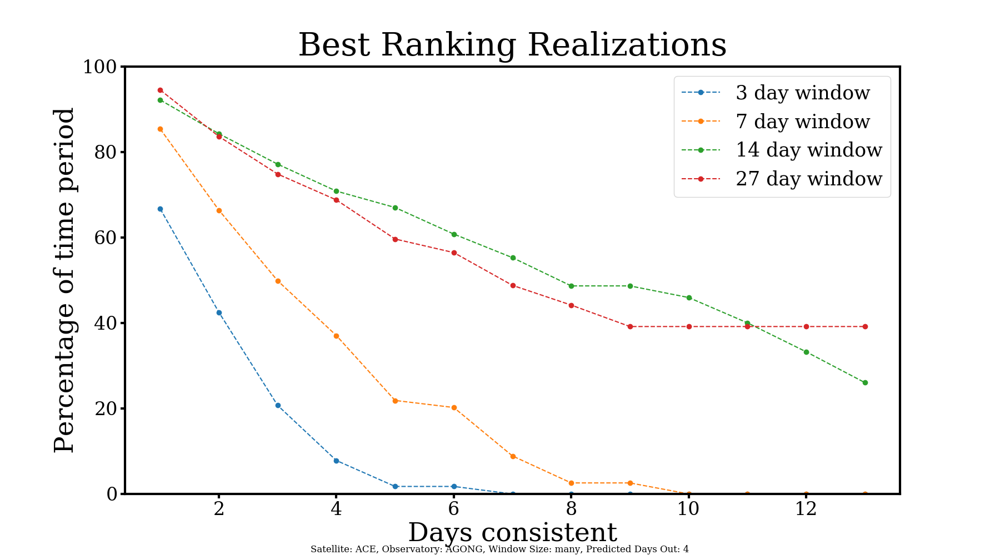 Best Ranking Realizations
100
80
60
40
20
0
Percentage of time period
3 day window
7 day window
14 day window
27 day window
2 4 6 8 10 12
Days consistent
Satellite: ACE, Observatory: AGONG, Window Size: many, Predicted Days Out: 4